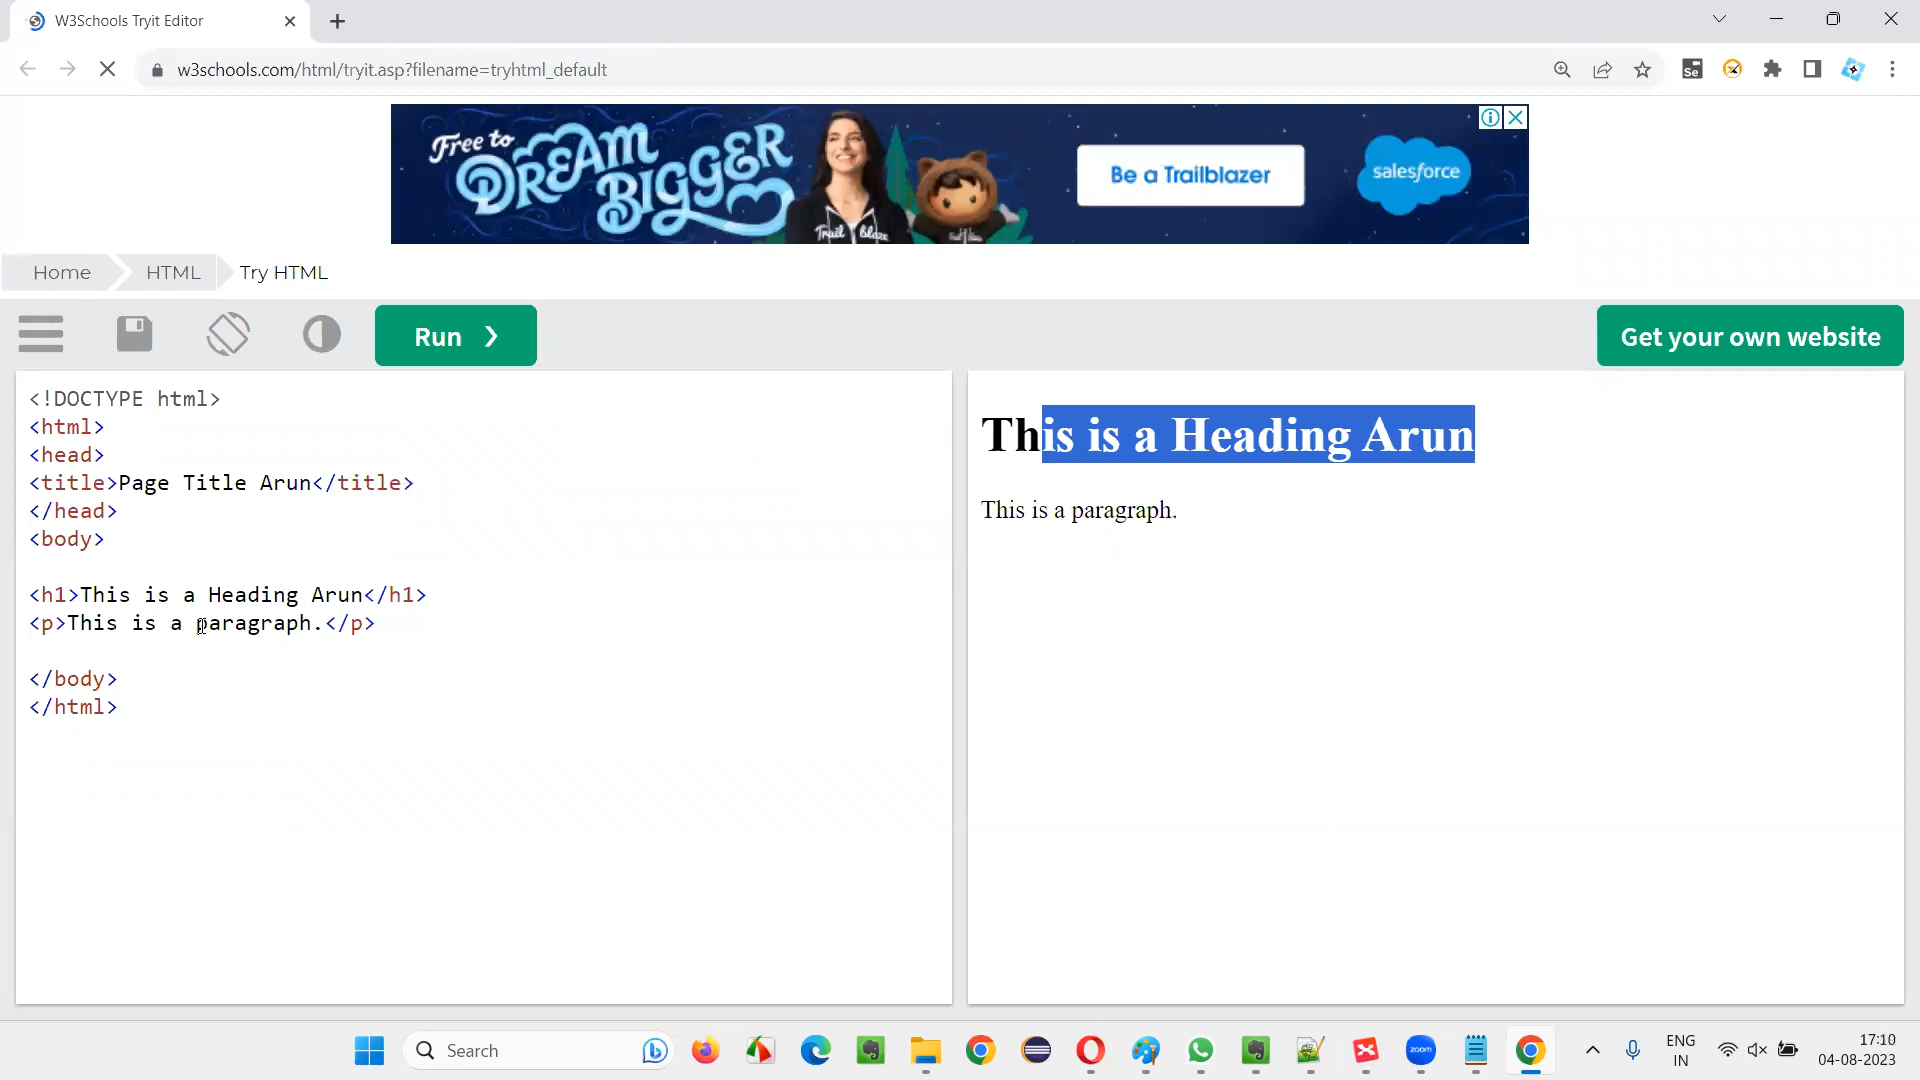 W3Schools Tryit Editor
w3schools.com/html/tryit.asp?filename=tryhtml_default
Se
Free to
DREAM
BIGGER
Be a Trailblazer
salesforce
Home
HTML
Try HTML
Run ❯
Get your own website
<!DOCTYPE html>
<html>
<head>
<title>Page Title Arun</title>
</head>
<body>
<h1>This is a Heading Arun</h1>
<p>This is a paragraph.</p>
</body>
</html>
This is a Heading Arun
This is a paragraph.
Search
zoom
ENG
IN
17:10
04-08-2023